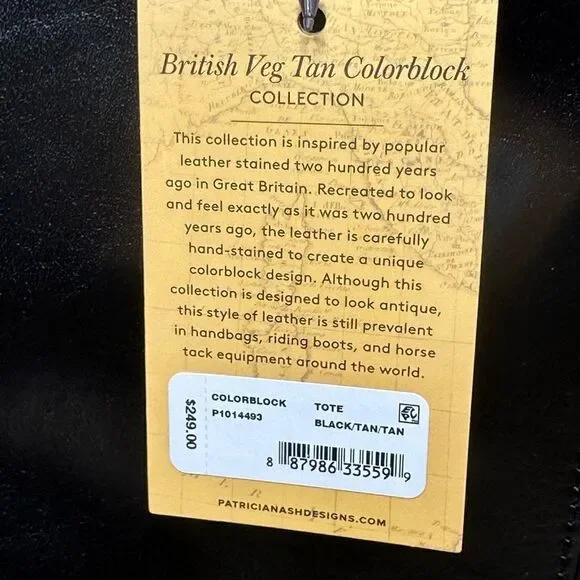 British Veg Tan Colorblock
COLLECTION
This collection is inspired by popular
leather stained two hundred years
ago in Great Britain. Recreated to look
and feel exactly as it was two hundred
years ago, the leather is carefully
hand-stained to create a unique
colorblock design. Although this
collection is designed to look antique,
this style of leather is still prevalent
in handbags, riding boots, and horse
tack equipment around the world.
$249.00
COLORBLOCK TOTE
P1014493 BLACK/TAN/TAN
8 87986 33559 9
PATRICIANASHDESIGNS.COM